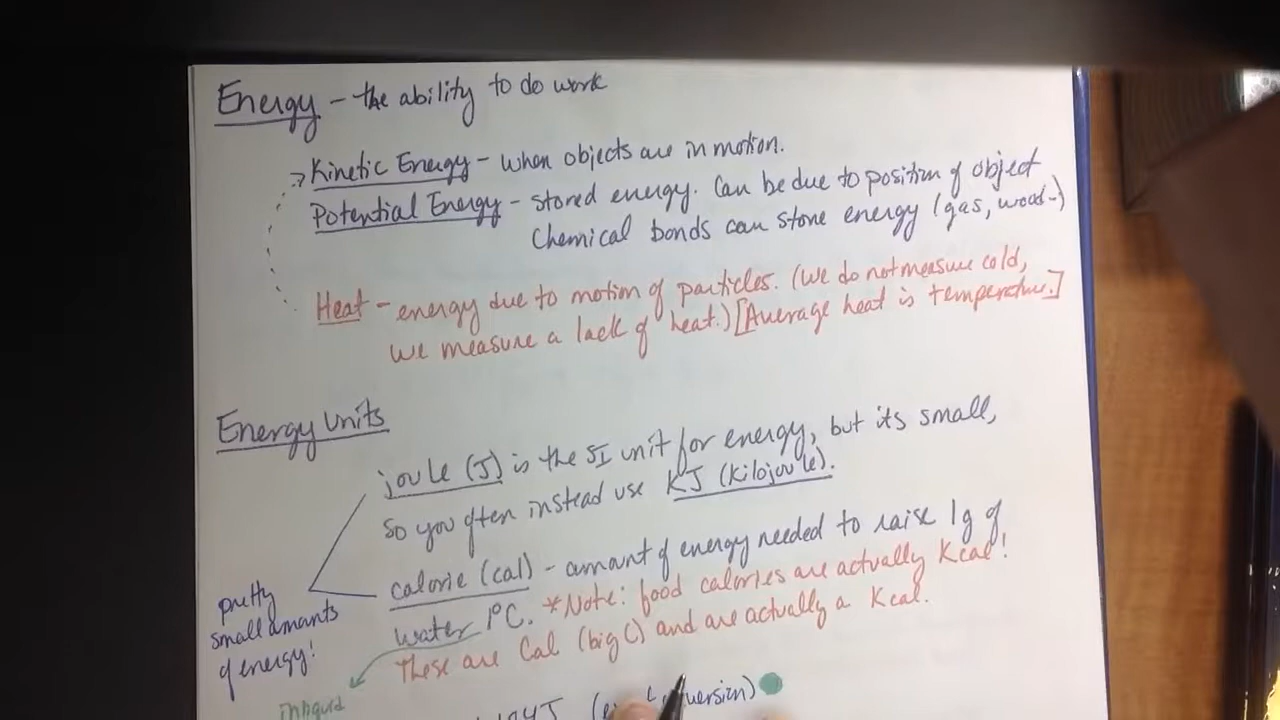 Energy - the ability to do work
Kinetic Energy - when objects are in motion.
Potential Energy - stored energy. Can be due to position of object
Chemical bonds can store energy (gas, wood-)
Heat - energy due to motion of particles. (We do not measure cold,
we measure a lack of heat.) [Average heat is temperature.]
Energy Units
joule (J) is the SI unit for energy, but its small,
so you often instead use KJ (Kilojoule).
calorie (cal) - amount of energy needed to raise 1g of
water 1°C. *Note: food calories are actually Kcal!
These are Cal (big C) and are actually a Kcal.
pretty
small amounts
of energy!
in liquid